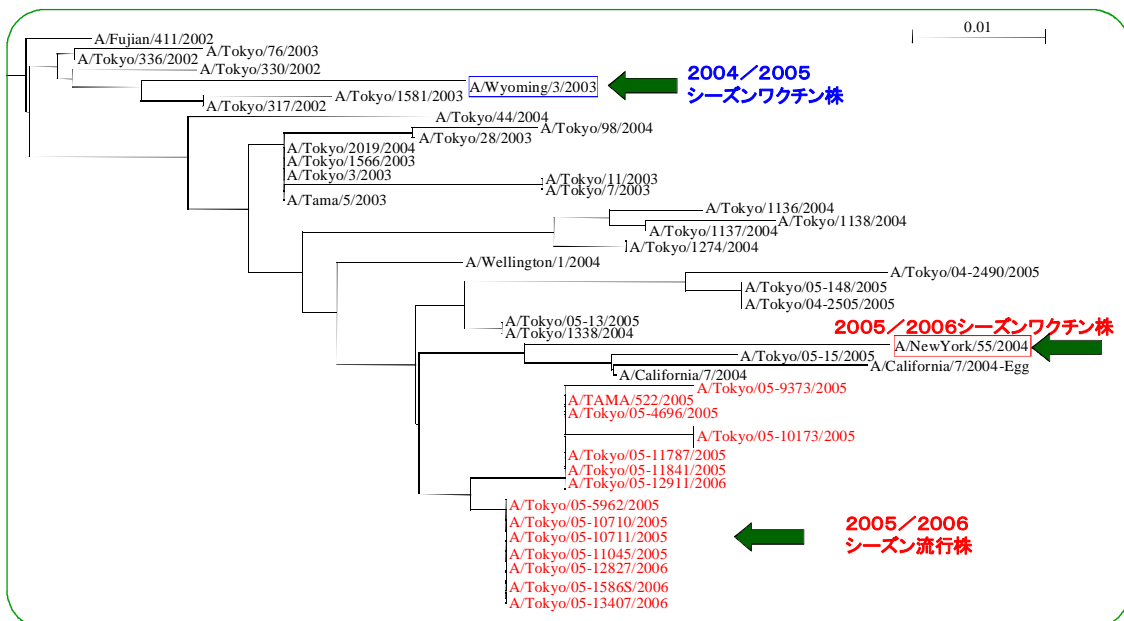 0.01
A/Fujian/411/2002
A/Tokyo/76/2003
A/Tokyo/336/2002
A/Tokyo/330/2002
A/Wyoming/3/2003
2004／2005
シーズンワクチン株
A/Tokyo/1581/2003
A/Tokyo/317/2002
A/Tokyo/44/2004
A/Tokyo/98/2004
A/Tokyo/28/2003
A/Tokyo/2019/2004
A/Tokyo/1566/2003
A/Tokyo/3/2003
A/Tokyo/11/2003
A/Tokyo/7/2003
A/Tama/5/2003
A/Tokyo/1136/2004
A/Tokyo/1138/2004
A/Tokyo/1137/2004
A/Tokyo/1274/2004
A/Wellington/1/2004
A/Tokyo/04-2490/2005
A/Tokyo/05-148/2005
A/Tokyo/04-2505/2005
A/Tokyo/05-13/2005
A/Tokyo/1338/2004
2005／2006シーズンワクチン株
A/NewYork/55/2004
A/Tokyo/05-15/2005
A/California/7/2004-Egg
A/California/7/2004
A/Tokyo/05-9373/2005
A/TAMA/522/2005
A/Tokyo/05-4696/2005
A/Tokyo/05-10173/2005
A/Tokyo/05-11787/2005
A/Tokyo/05-11841/2005
A/Tokyo/05-12911/2006
A/Tokyo/05-5962/2005
A/Tokyo/05-10710/2005
A/Tokyo/05-10711/2005
A/Tokyo/05-11045/2005
A/Tokyo/05-12827/2006
A/Tokyo/05-1586S/2006
A/Tokyo/05-13407/2006
2005／2006
シーズン流行株